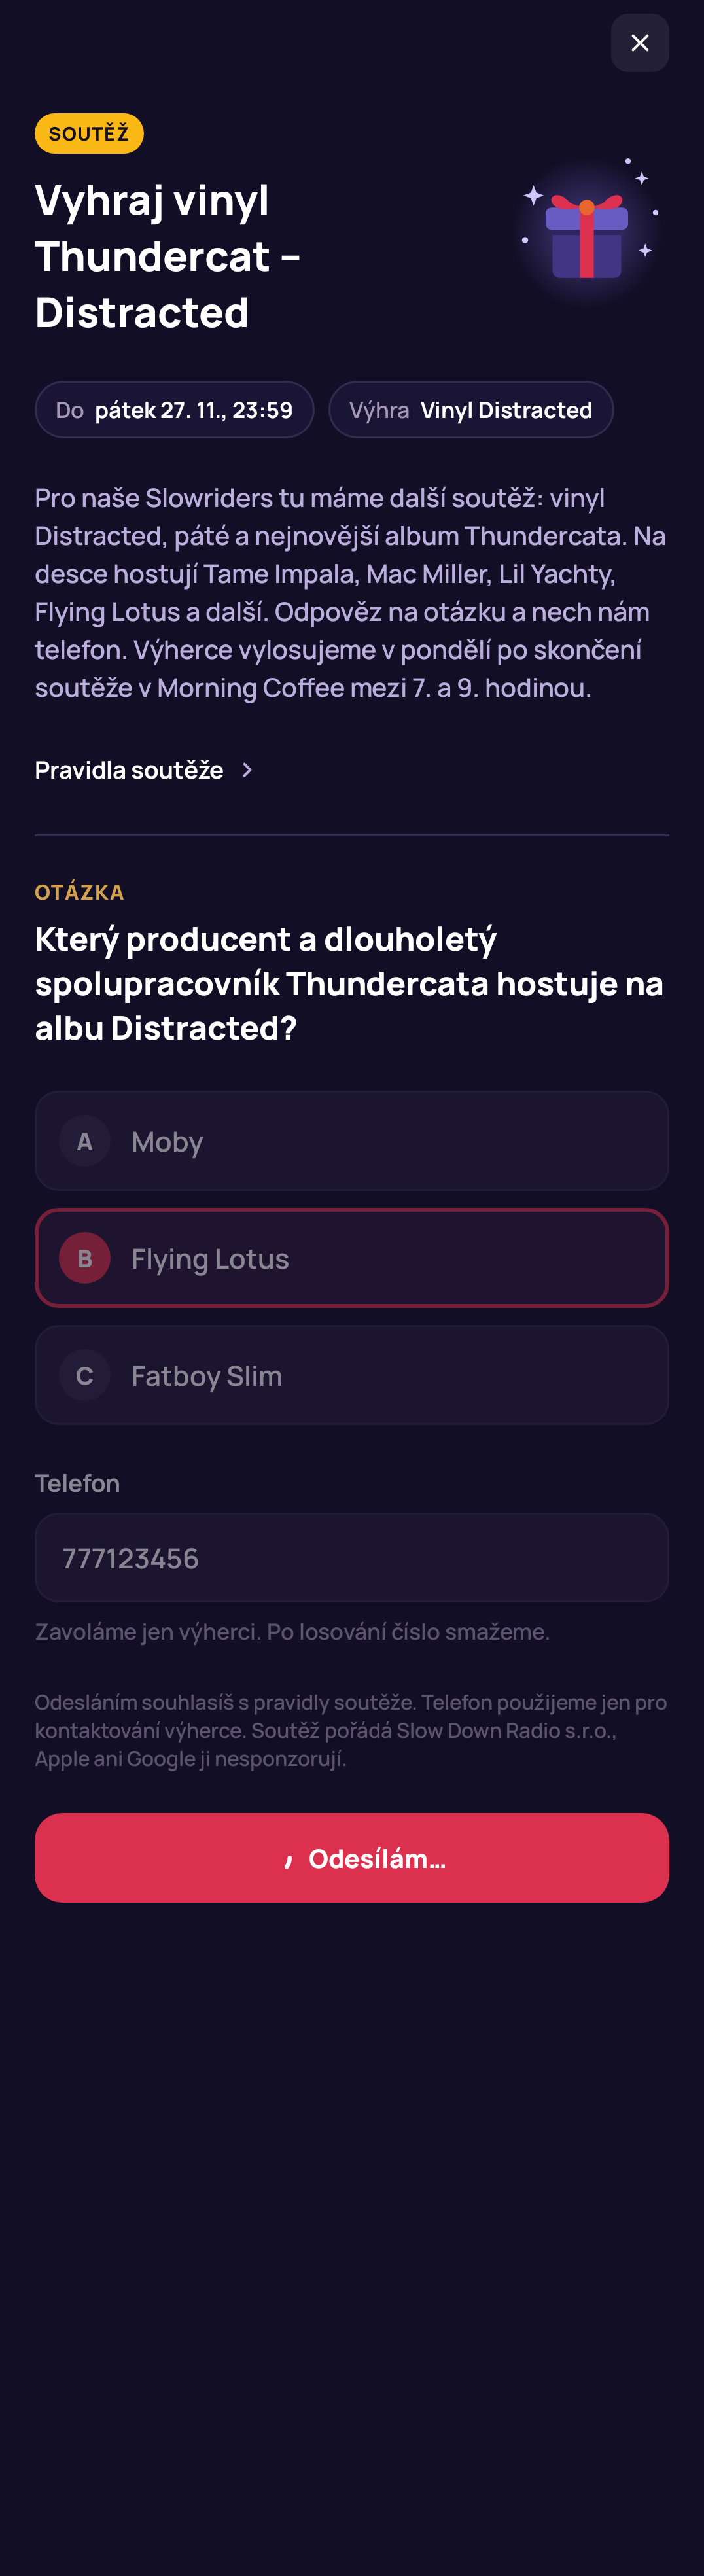 SOUTĚŽ
Vyhraj vinyl
Thundercat –
Distracted
Do pátek 27. 11., 23:59
Výhra Vinyl Distracted
Pro naše Slowriders tu máme další soutěž: vinyl
Distracted, páté a nejnovější album Thundercata. Na
desce hostují Tame Impala, Mac Miller, Lil Yachty,
Flying Lotus a další. Odpověz na otázku a nech nám
telefon. Výherce vylosujeme v pondělí po skončení
soutěže v Morning Coffee mezi 7. a 9. hodinou.
Pravidla soutěže
OTÁZKA
Který producent a dlouholetý
spolupracovník Thundercata hostuje na
albu Distracted?
A Moby
B Flying Lotus
C Fatboy Slim
Telefon
777123456
Zavoláme jen výherci. Po losování číslo smažeme.
Odesláním souhlasíš s pravidly soutěže. Telefon použijeme jen pro
kontaktování výherce. Soutěž pořádá Slow Down Radio s.r.o.,
Apple ani Google ji nesponzorují.
Odesílám…